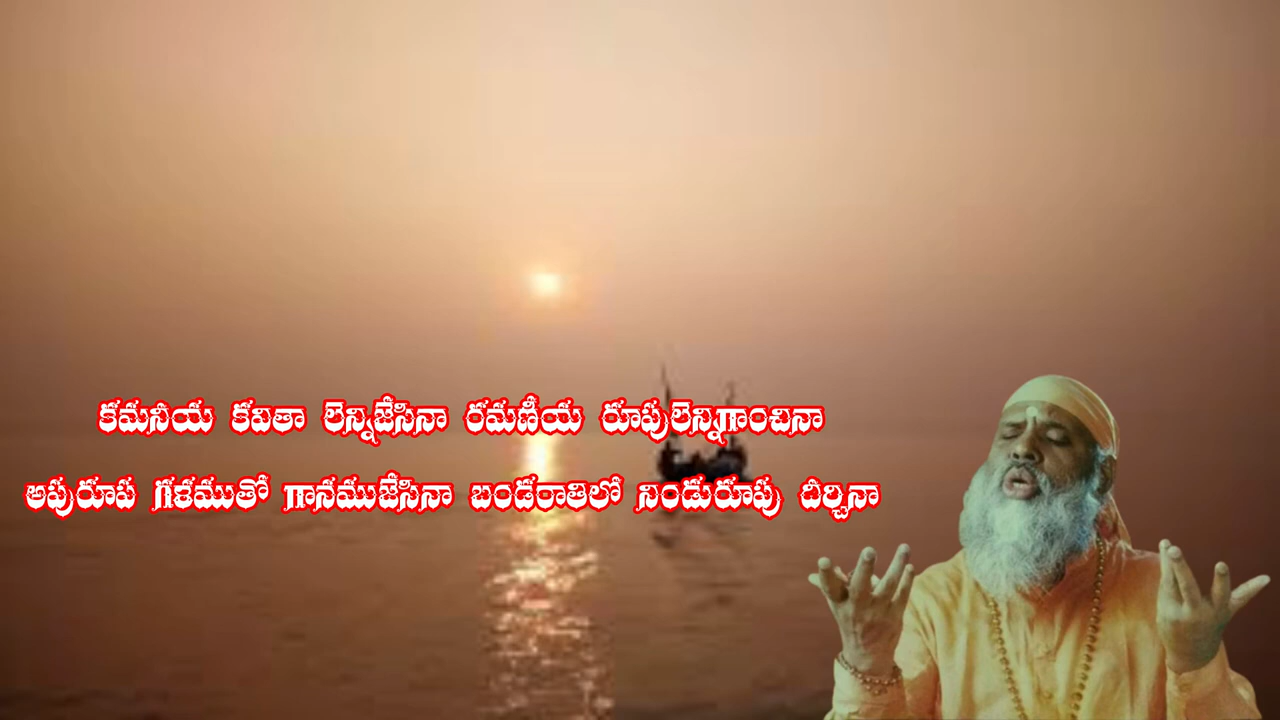 కమనీయ కవితా లెన్నిజేసినా రమణీయ రూపులెన్నిగాంచినా
అపురూప గళముతో గానముజేసినా బండరాతిలో నిండురూపు దీర్చినా